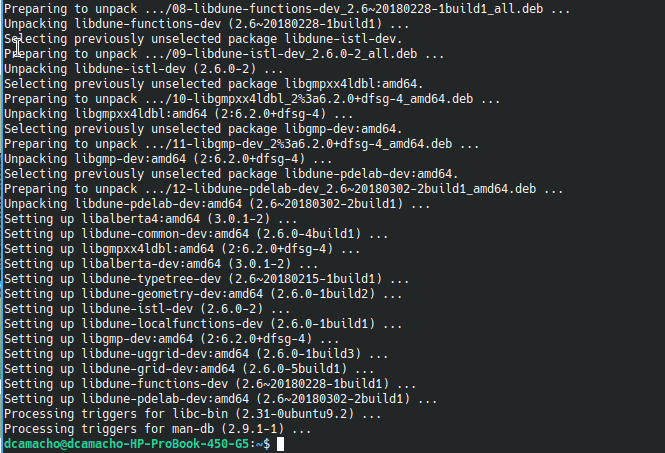 Preparing to unpack .../08-libdune-functions-dev_2.6~20180228-1build1_all.deb ...
Unpacking libdune-functions-dev (2.6~20180228-1build1) ...
Selecting previously unselected package libdune-istl-dev.
Preparing to unpack .../09-libdune-istl-dev_2.6.0-2_all.deb ...
Unpacking libdune-istl-dev (2.6.0-2) ...
Selecting previously unselected package libgmpxx4ldbl:amd64.
Preparing to unpack .../10-libgmpxx4ldbl_2%3a6.2.0+dfsg-4_amd64.deb ...
Unpacking libgmpxx4ldbl:amd64 (2:6.2.0+dfsg-4) ...
Selecting previously unselected package libgmp-dev:amd64.
Preparing to unpack .../11-libgmp-dev_2%3a6.2.0+dfsg-4_amd64.deb ...
Unpacking libgmp-dev:amd64 (2:6.2.0+dfsg-4) ...
Selecting previously unselected package libdune-pdelab-dev:amd64.
Preparing to unpack .../12-libdune-pdelab-dev_2.6~20180302-2build1_amd64.deb ...
Unpacking libdune-pdelab-dev:amd64 (2.6~20180302-2build1) ...
Setting up libalberta4:amd64 (3.0.1-2) ...
Setting up libdune-common-dev:amd64 (2.6.0-4build1) ...
Setting up libgmpxx4ldbl:amd64 (2:6.2.0+dfsg-4) ...
Setting up libalberta-dev:amd64 (3.0.1-2) ...
Setting up libdune-typetree-dev (2.6~20180215-1build1) ...
Setting up libdune-geometry-dev:amd64 (2.6.0-1build2) ...
Setting up libdune-istl-dev (2.6.0-2) ...
Setting up libdune-localfunctions-dev (2.6.0-1build1) ...
Setting up libgmp-dev:amd64 (2:6.2.0+dfsg-4) ...
Setting up libdune-uggrid-dev:amd64 (2.6.0-1build3) ...
Setting up libdune-grid-dev:amd64 (2.6.0-5build1) ...
Setting up libdune-functions-dev (2.6~20180228-1build1) ...
Setting up libdune-pdelab-dev:amd64 (2.6~20180302-2build1) ...
Processing triggers for libc-bin (2.31-0ubuntu9.2) ...
Processing triggers for man-db (2.9.1-1) ...
dcamacho@dcamacho-HP-ProBook-450-G5:~$